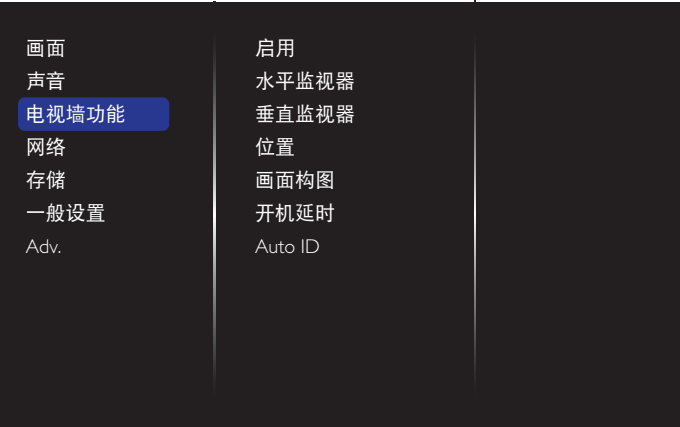 画面
声音
电视墙功能
网络
存储
一般设置
Adv.
启用
水平监视器
垂直监视器
位置
画面构图
开机延时
Auto ID